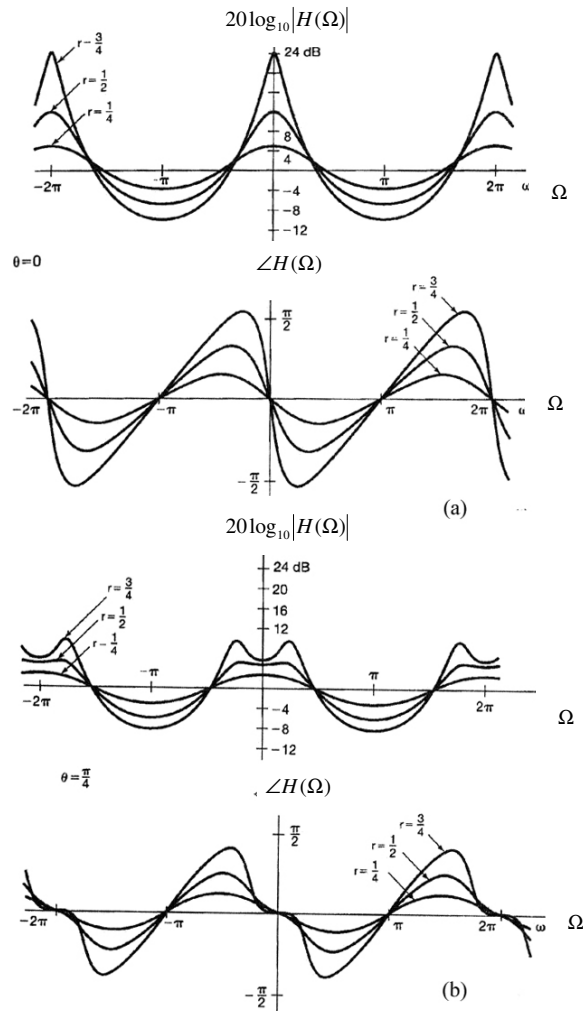 20log₁₀|H(Ω)|
24 dB
r – 3/4
r = 1/2
r = 1/4
8
4
–2π –π π 2π ω Ω
–4
–8
–12
θ=0
∠H(Ω)
π/2
r = 3/4
r = 1/2
r = 1/4
–2π –π π 2π ω Ω
–π/2
(a)
20log₁₀|H(Ω)|
24 dB
20
16
12
r = 3/4
r = 1/2
r – 1/4
–2π –π π 2π Ω
–4
–8
–12
θ = π/4
∠H(Ω)
π/2
r = 3/4
r = 1/2
r = 1/4
–2π –π π 2π ω Ω
–π/2
(b)